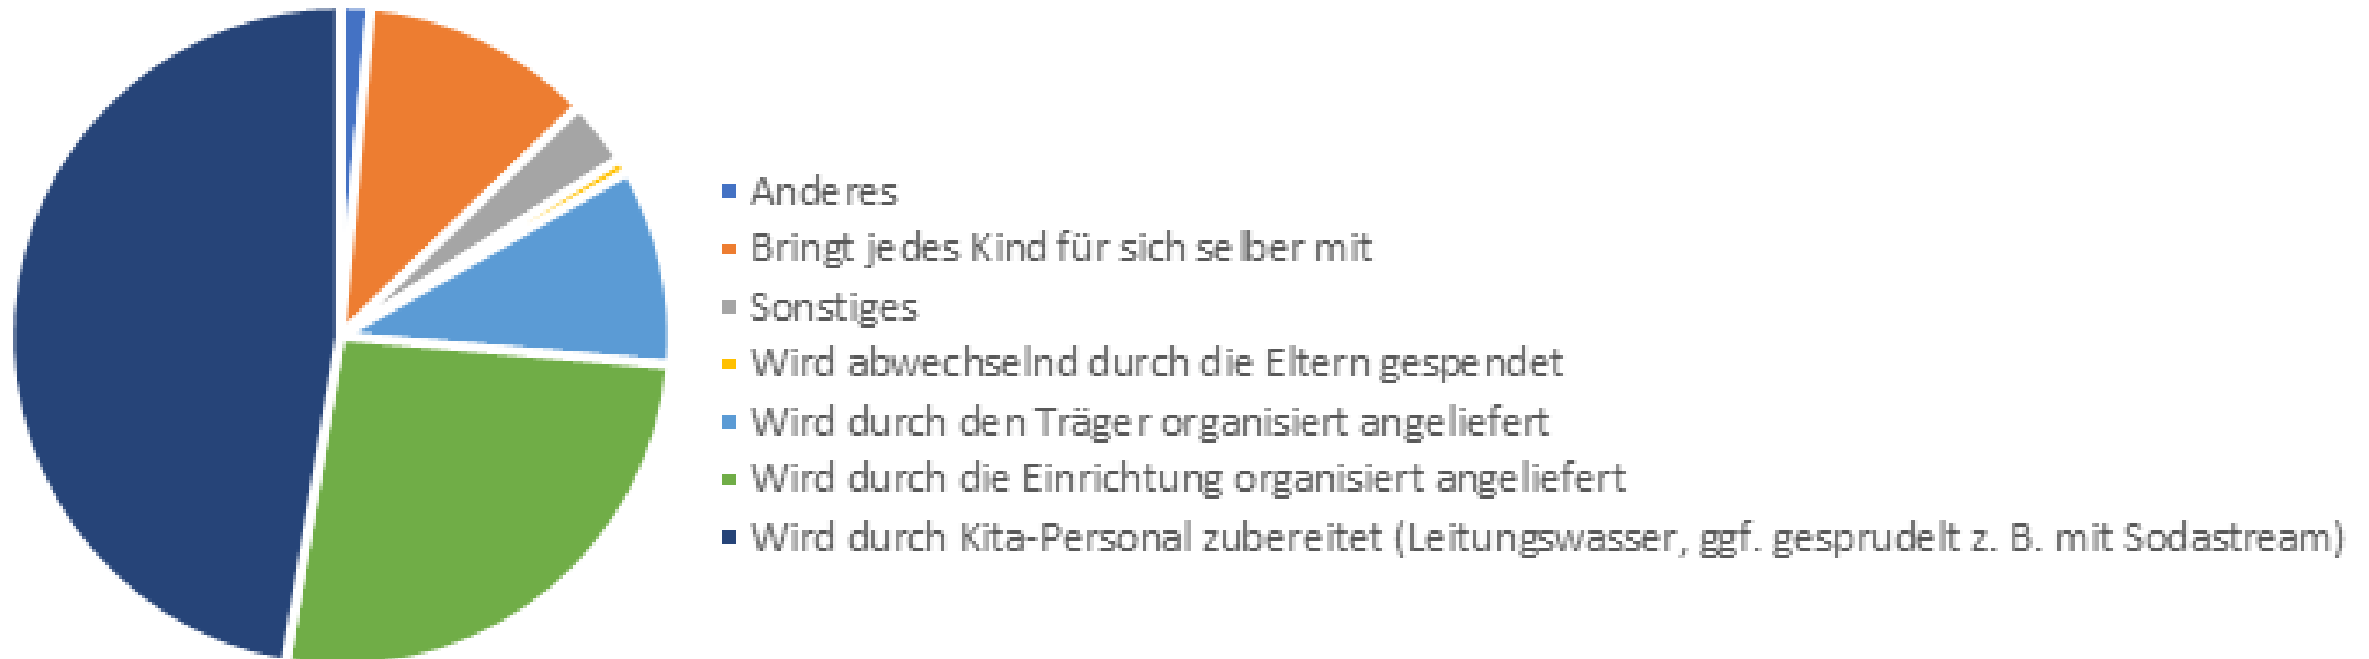 Anderes
Bringt jedes Kind für sich selber mit
Sonstiges
Wird abwechselnd durch die Eltern gespendet
Wird durch den Träger organisiert angeliefert
Wird durch die Einrichtung organisiert angeliefert
Wird durch Kita-Personal zubereitet (Leitungswasser, ggf. gesprudelt z. B. mit Sodastream)